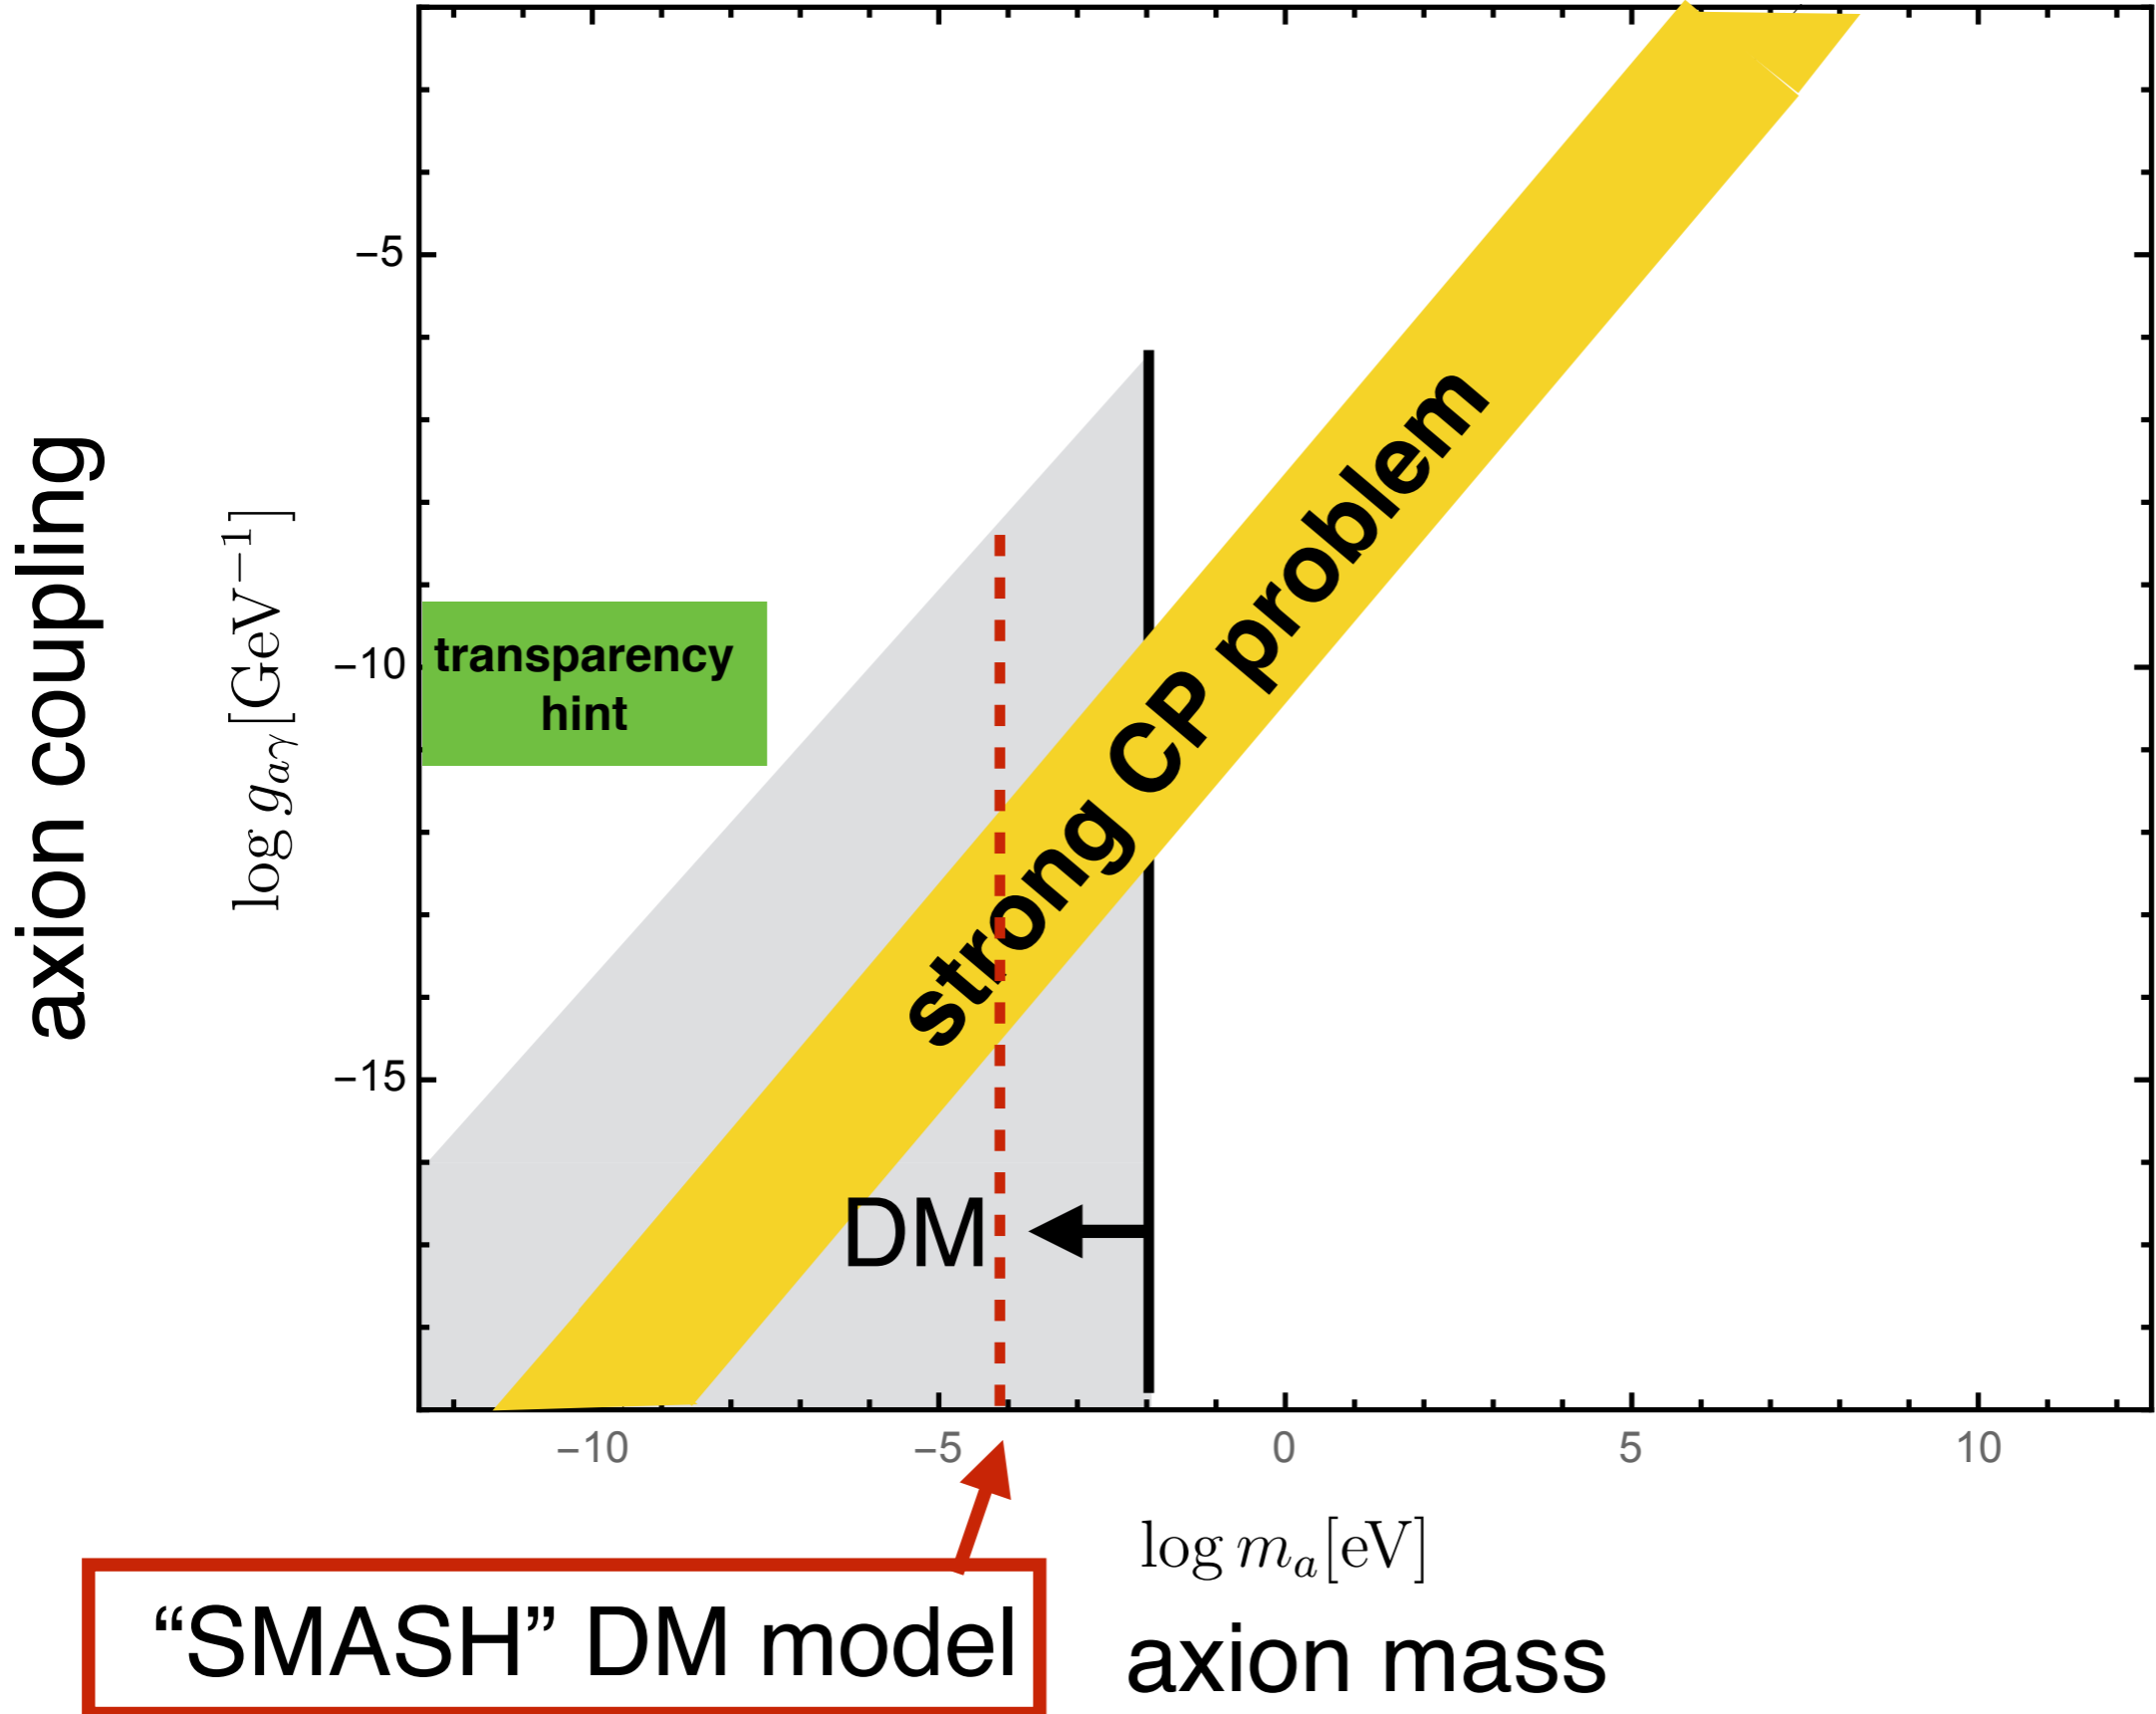 axion coupling
log g_{aγ}[GeV^{−1}]
−5
−10
−15
transparency
hint
strong CP problem
DM
−10
−5
0
5
10
log m_a[eV]
axion mass
“SMASH” DM model